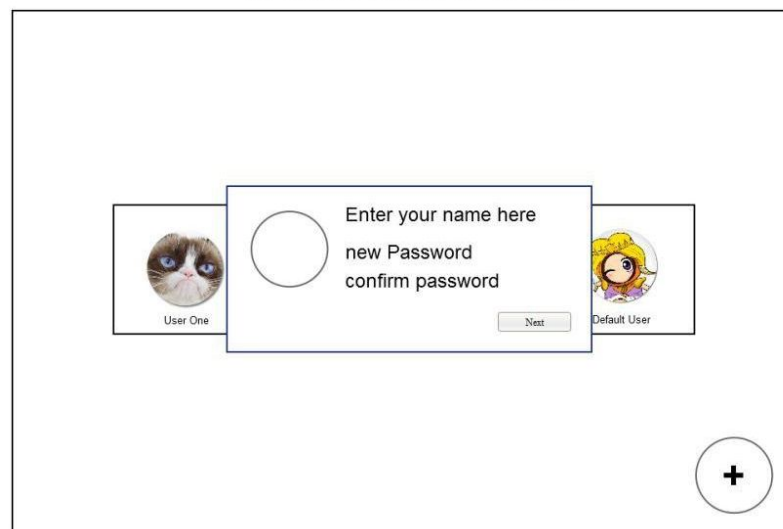 Enter your name here
new Password
confirm password
Next
User One
Default User
+